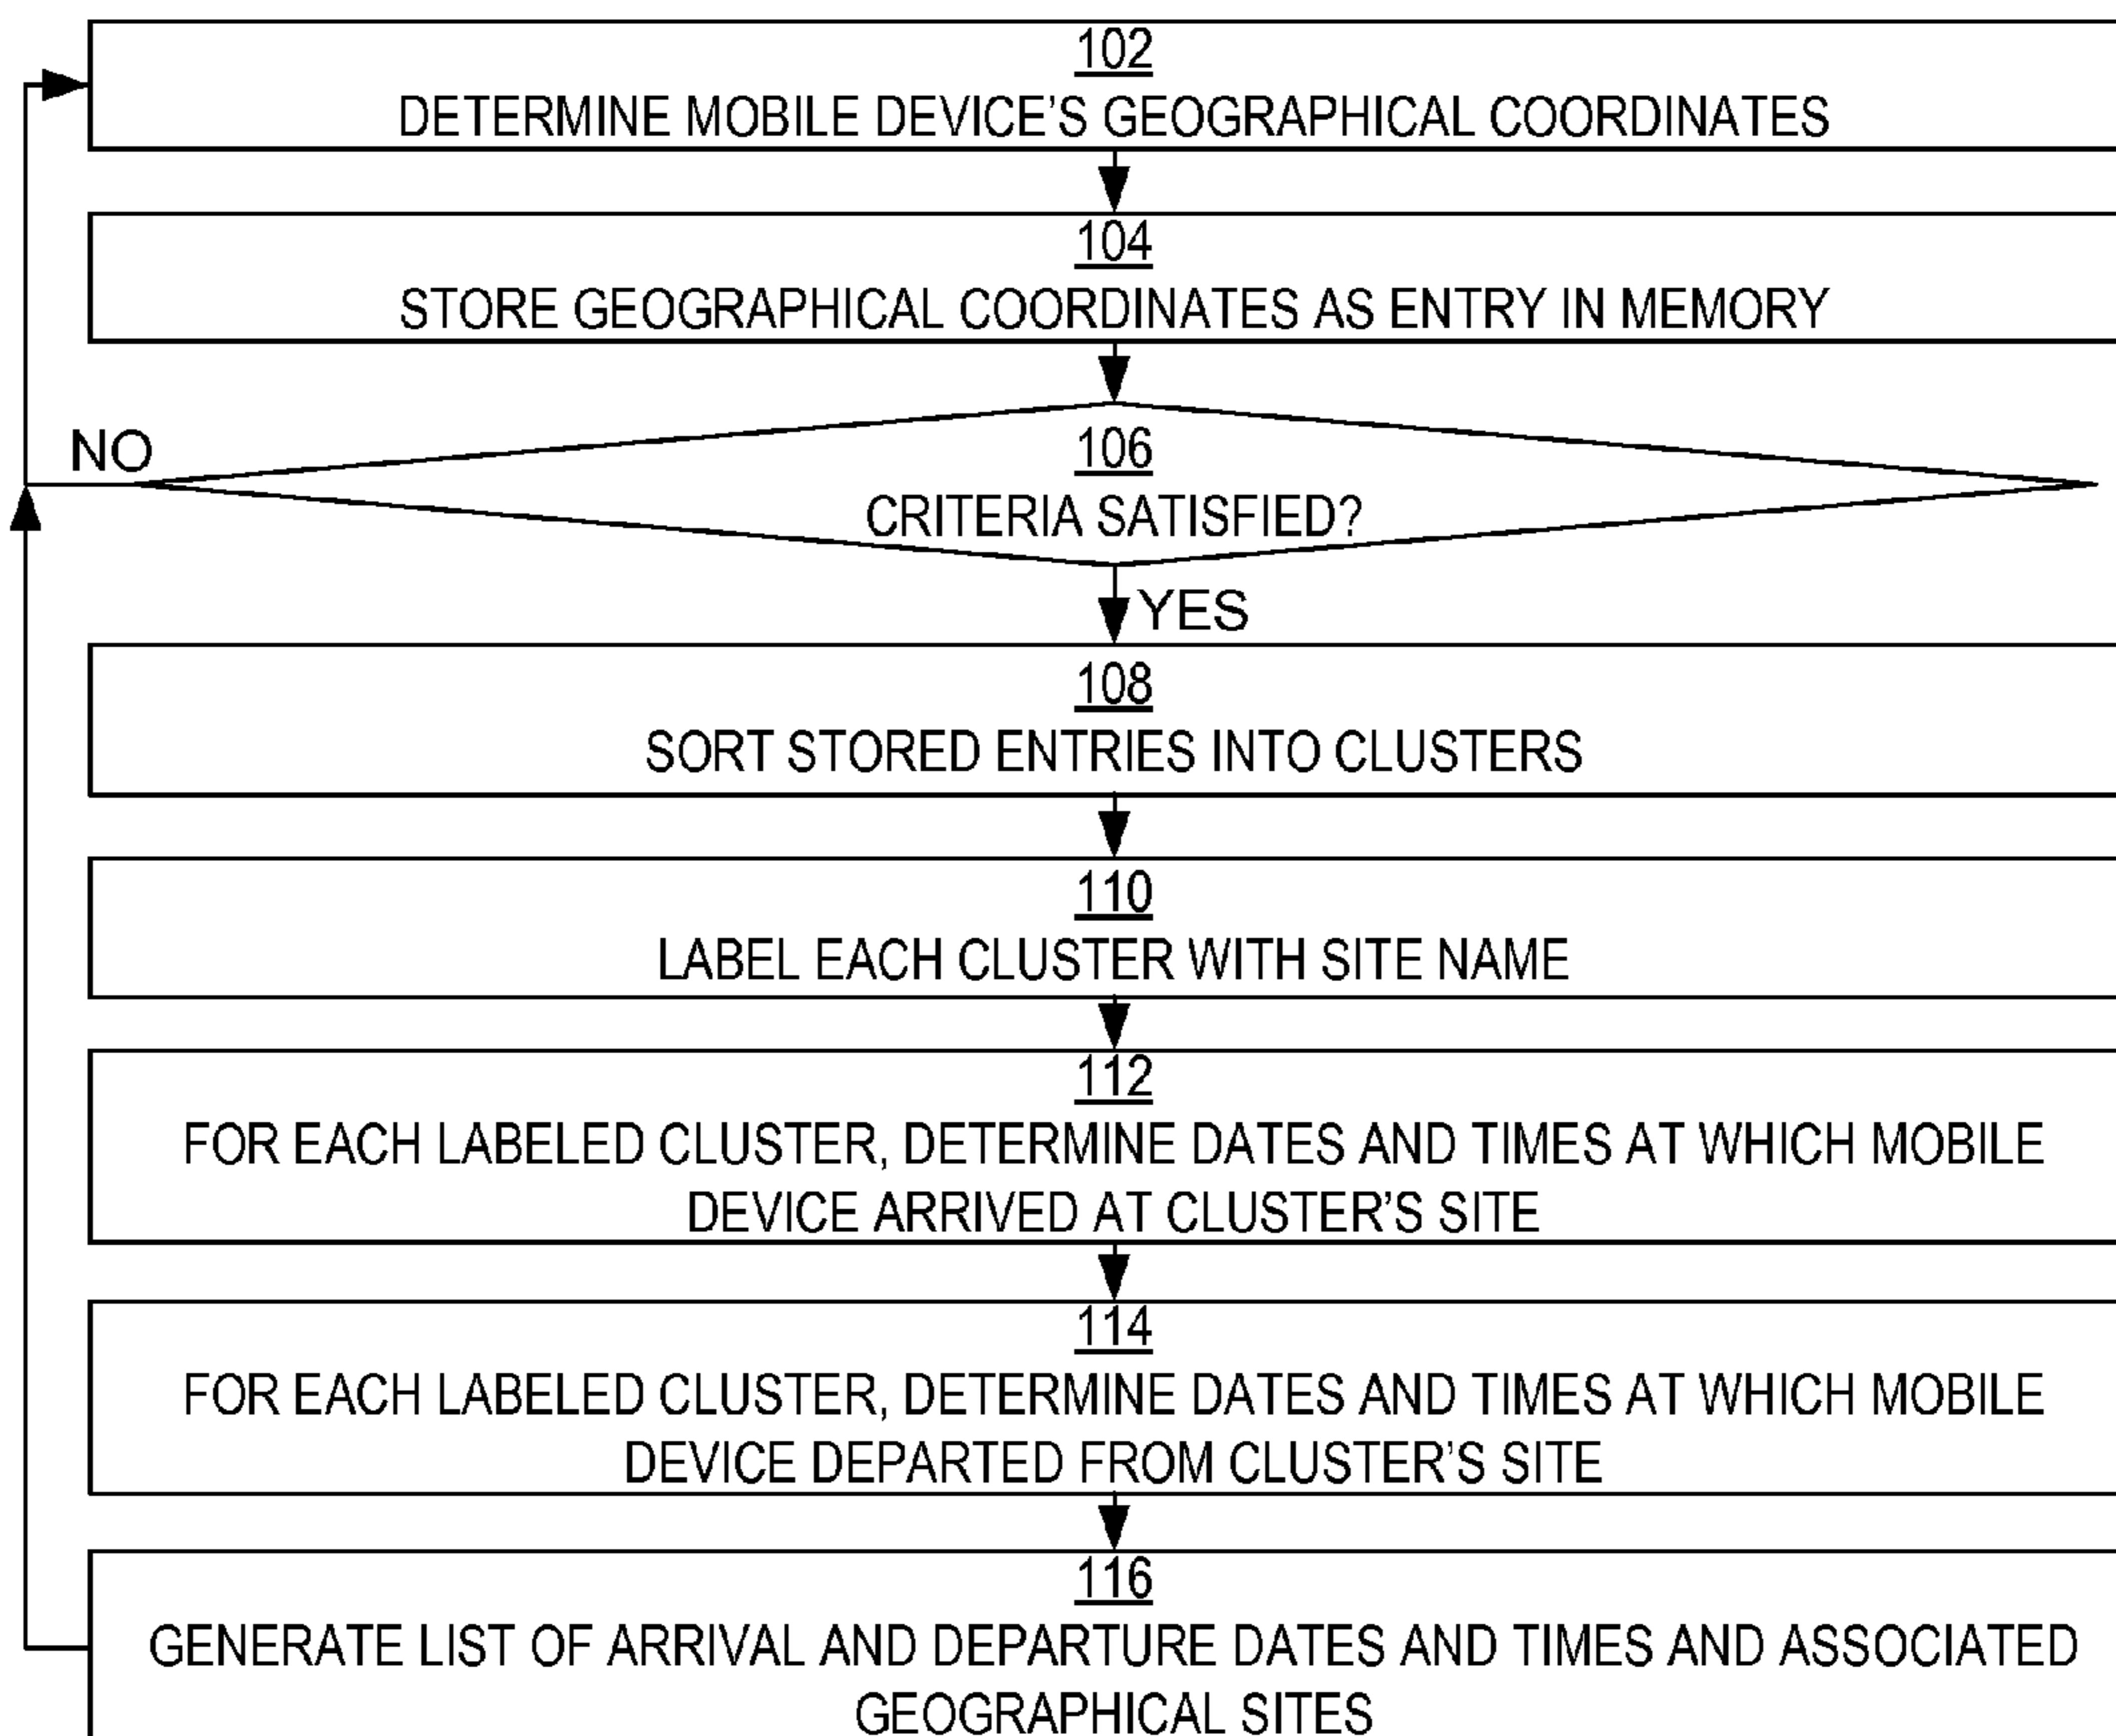 102
DETERMINE MOBILE DEVICE'S GEOGRAPHICAL COORDINATES
104
STORE GEOGRAPHICAL COORDINATES AS ENTRY IN MEMORY
NO
106
CRITERIA SATISFIED?
YES
108
SORT STORED ENTRIES INTO CLUSTERS
110
LABEL EACH CLUSTER WITH SITE NAME
112
FOR EACH LABELED CLUSTER, DETERMINE DATES AND TIMES AT WHICH MOBILE
DEVICE ARRIVED AT CLUSTER'S SITE
114
FOR EACH LABELED CLUSTER, DETERMINE DATES AND TIMES AT WHICH MOBILE
DEVICE DEPARTED FROM CLUSTER'S SITE
116
GENERATE LIST OF ARRIVAL AND DEPARTURE DATES AND TIMES AND ASSOCIATED
GEOGRAPHICAL SITES